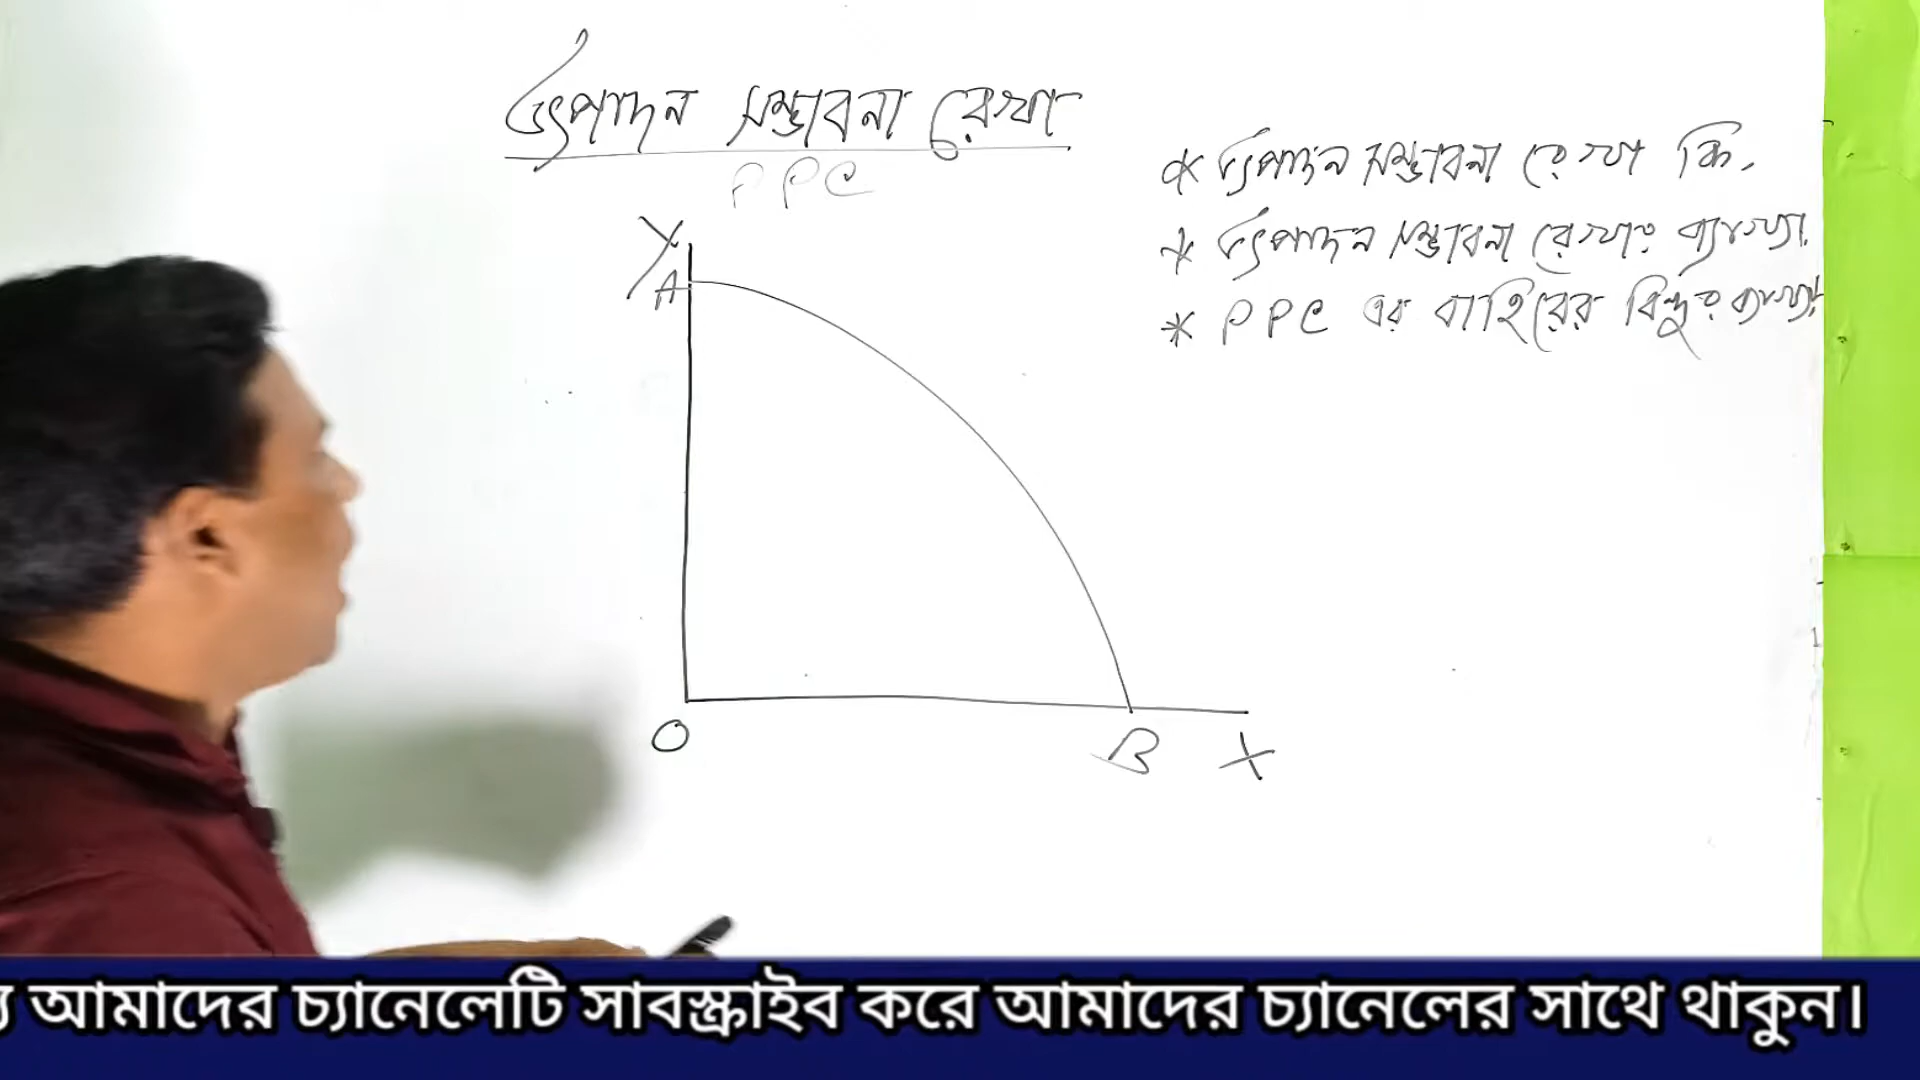 উৎপাদন সম্ভাবনা রেখা
PPC
* উৎপাদন সম্ভাবনা রেখা কি.
* উৎপাদন সম্ভাবনা রেখার ব্যাখ্যা.
* PPC এর বাহিরের বিন্দুর ব্যাখ্যা
Y
A
O
B
X
আমাদের চ্যানেলেটি সাবস্ক্রাইব করে আমাদের চ্যানেলের সাথে থাকুন।